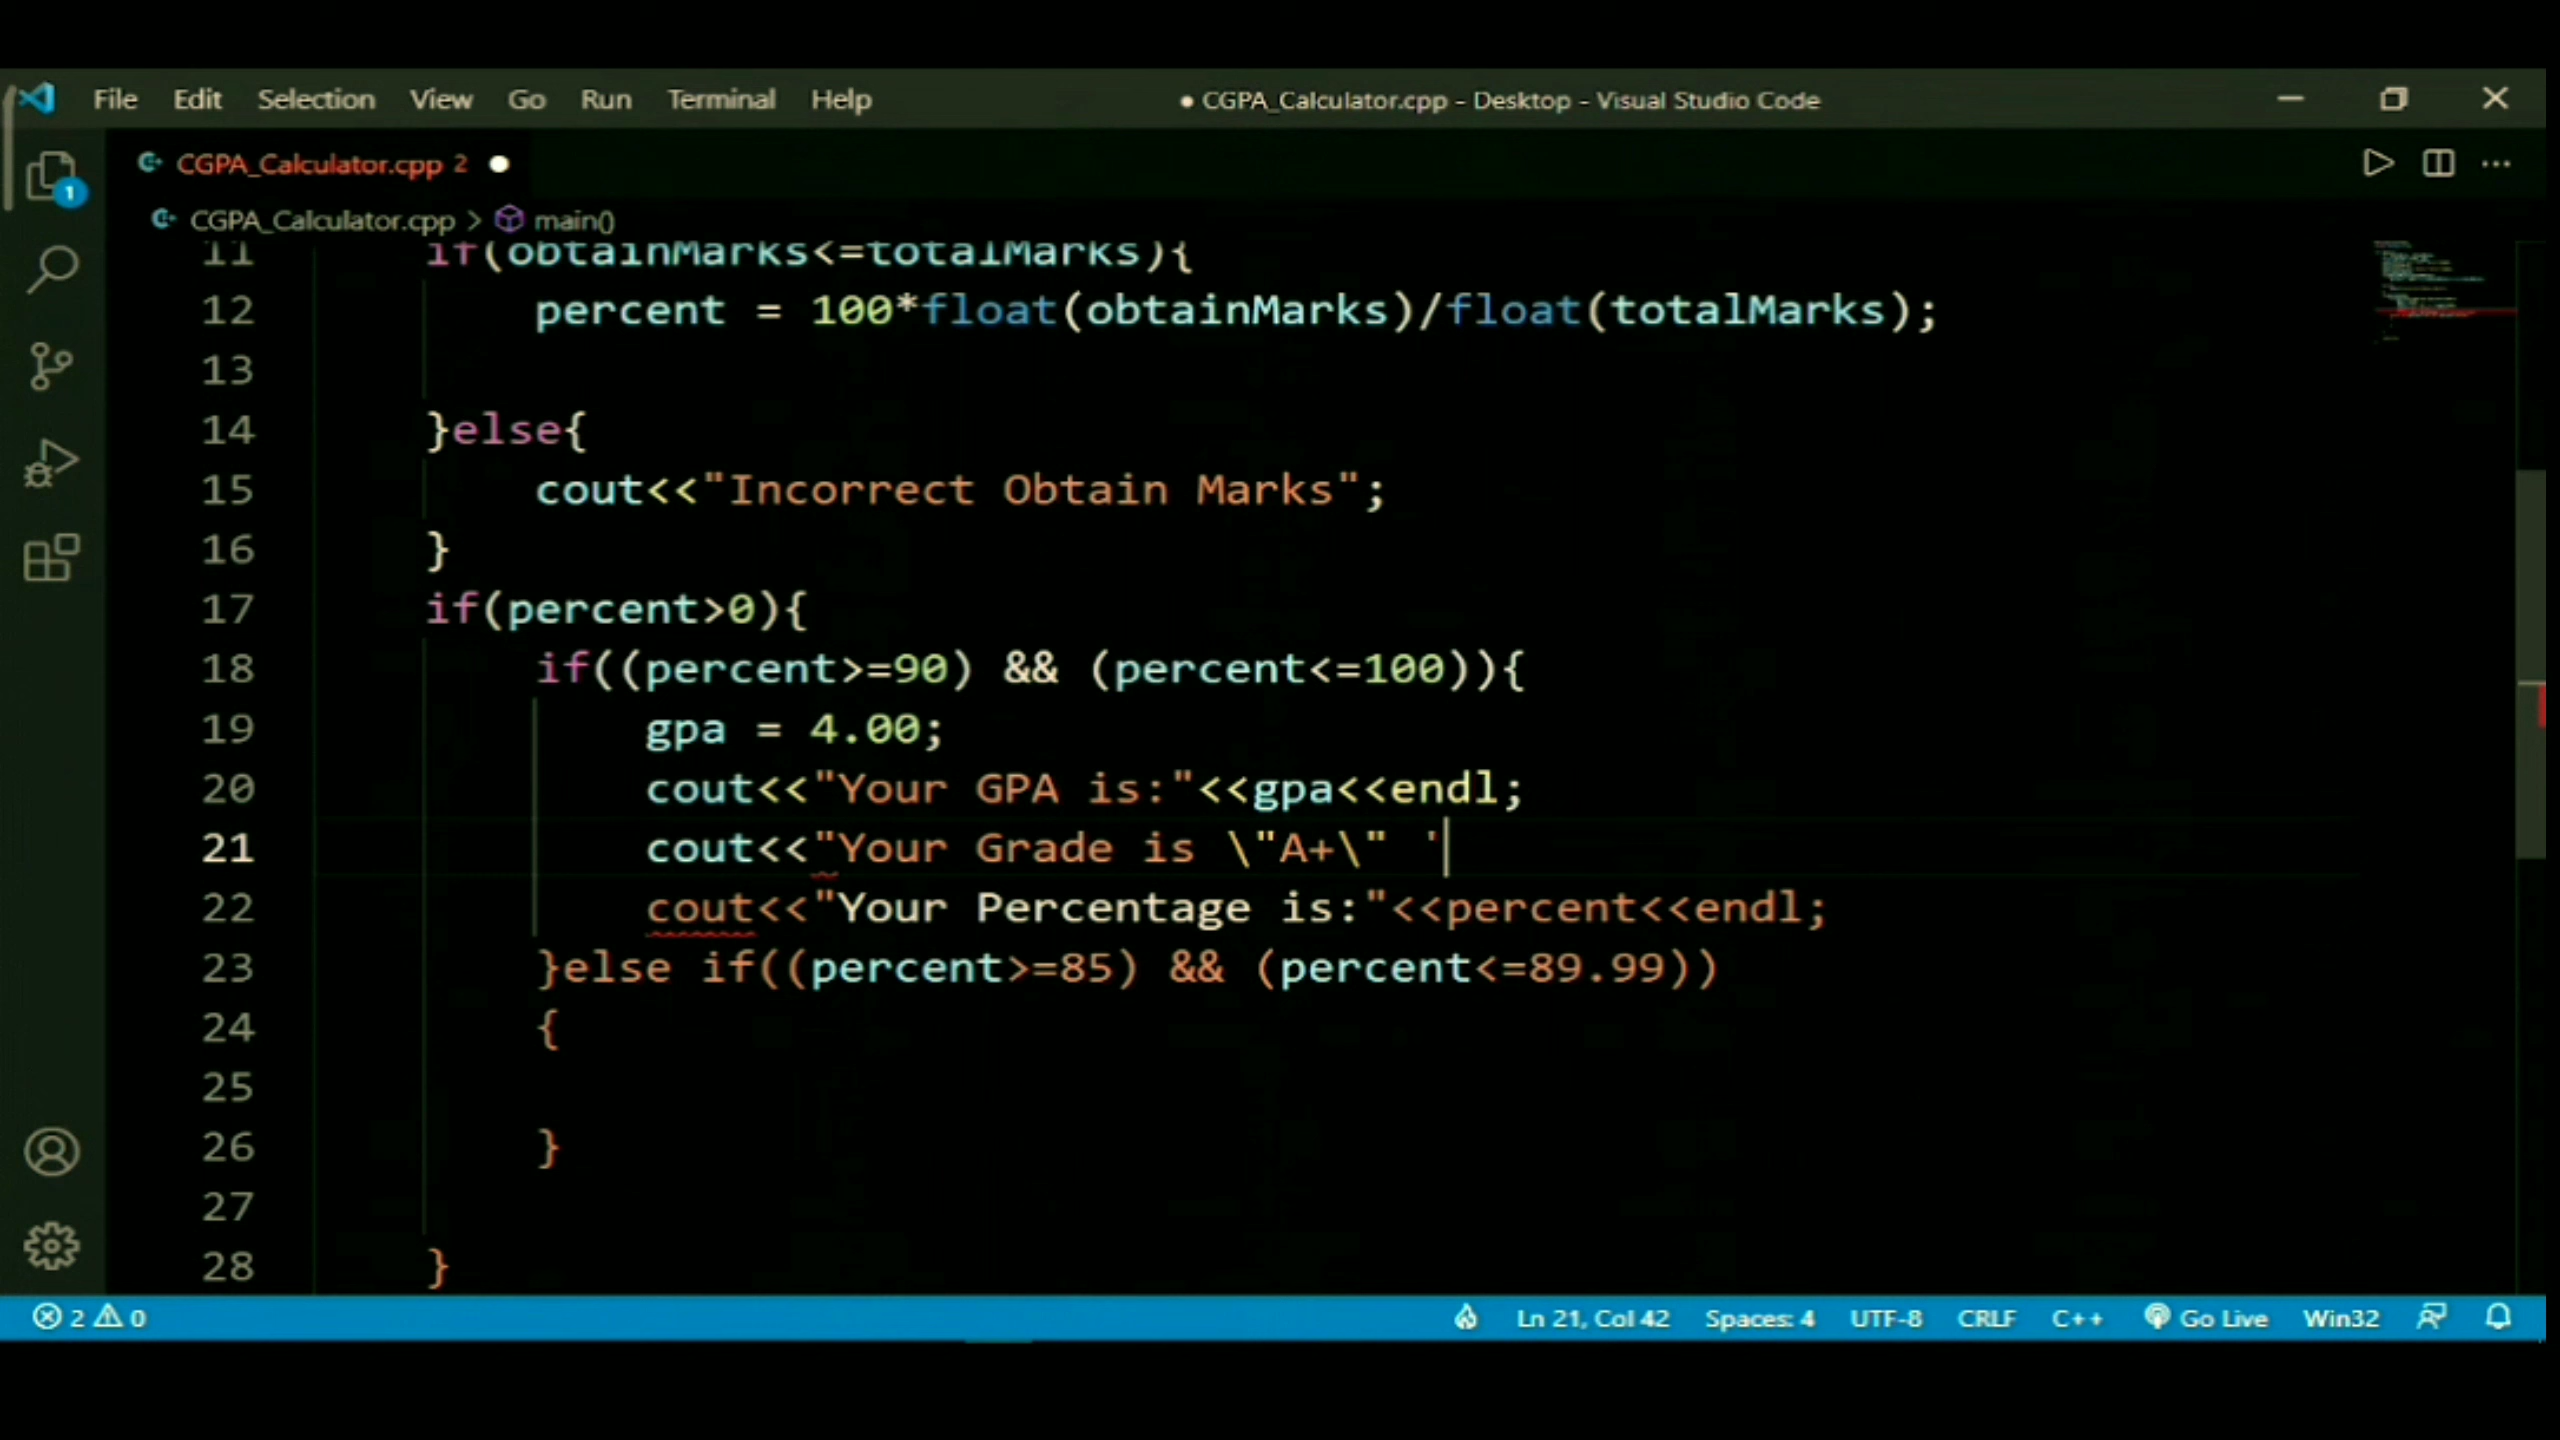 File Edit Selection View Go Run Terminal Help ● CGPA_Calculator.cpp - Desktop - Visual Studio Code
CGPA_Calculator.cpp 2 ●
1
CGPA_Calculator.cpp > main()
11 if(obtainMarks<=totalMarks){
12 percent = 100*float(obtainMarks)/float(totalMarks);
13
14 }else{
15 cout<<"Incorrect Obtain Marks";
16 }
17 if(percent>0){
18 if((percent>=90) && (percent<=100)){
19 gpa = 4.00;
20 cout<<"Your GPA is:"<<gpa<<endl;
21 cout<<"Your Grade is \"A+\" '
22 cout<<"Your Percentage is:"<<percent<<endl;
23 }else if((percent>=85) && (percent<=89.99))
24 {
25
26 }
27
28 }
2 0 Ln 21, Col 42 Spaces: 4 UTF-8 CRLF C++ Go Live Win32